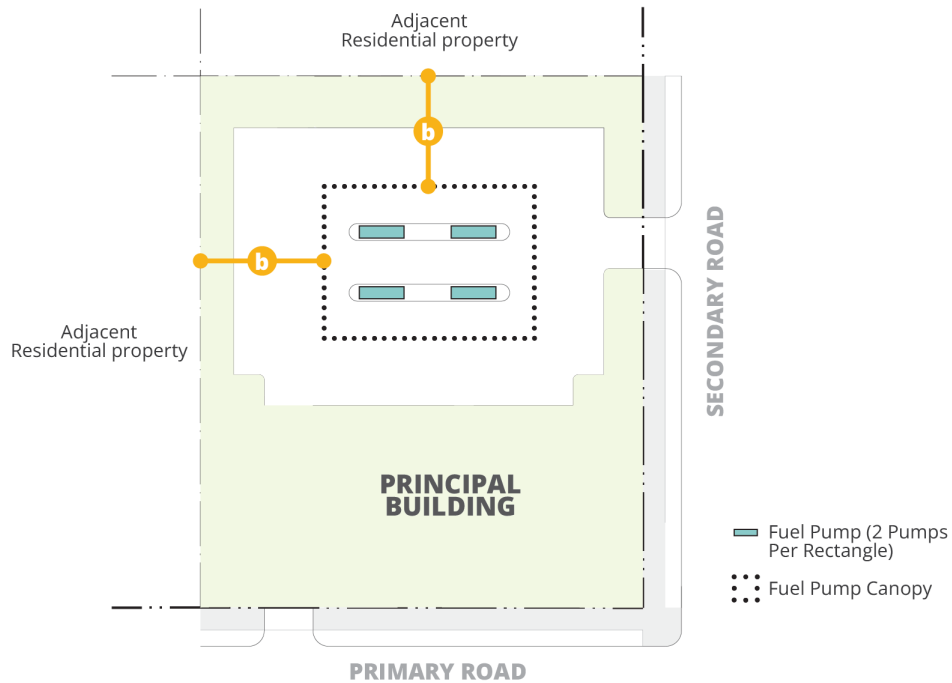 Adjacent
Residential property
b
b
Adjacent
Residential property
SECONDARY ROAD
PRINCIPAL
BUILDING
Fuel Pump (2 Pumps
Per Rectangle)
Fuel Pump Canopy
PRIMARY ROAD